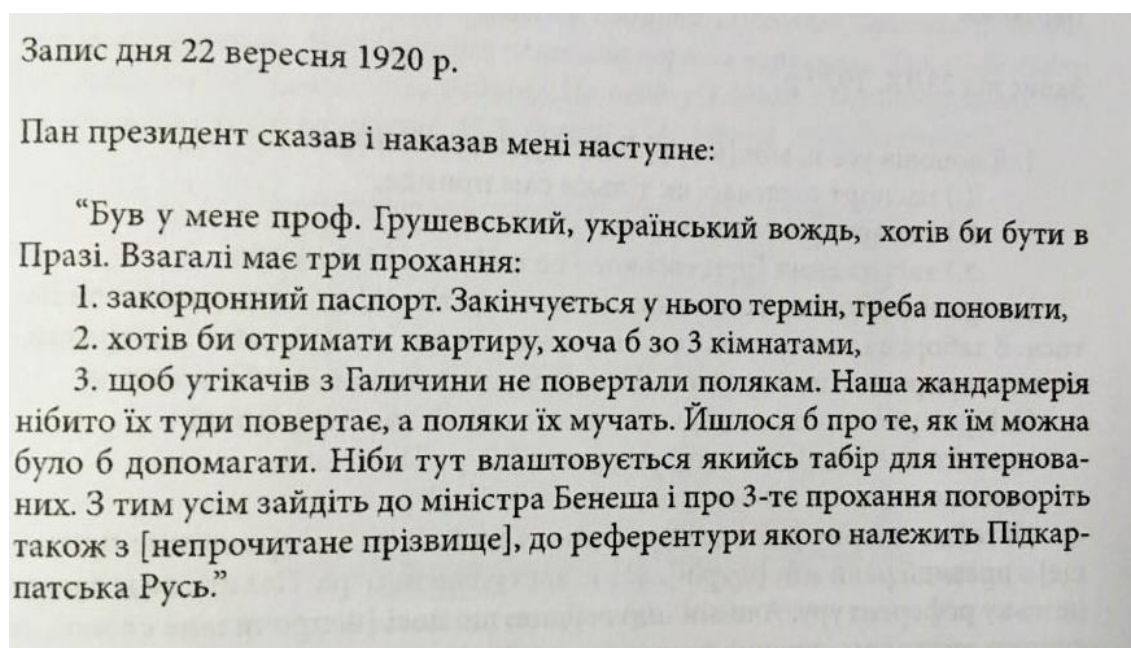 Запис дня 22 вересня 1920 р.
Пан президент сказав і наказав мені наступне:
“Був у мене проф. Грушевський, український вождь, хотів би бути в
Празі. Взагалі має три прохання:
1. закордонний паспорт. Закінчується у нього термін, треба поновити,
2. хотів би отримати квартиру, хоча б зо 3 кімнатами,
3. щоб утікачів з Галичини не повертали полякам. Наша жандармерія
нібито їх туди повертає, а поляки їх мучать. Йшлося б про те, як їм можна
було б допомагати. Ніби тут влаштовується якийсь табір для інтернова-
них. З тим усім зайдіть до міністра Бенеша і про 3-тє прохання поговоріть
також з [непрочитане прізвище], до референтури якого належить Підкар-
патська Русь.”